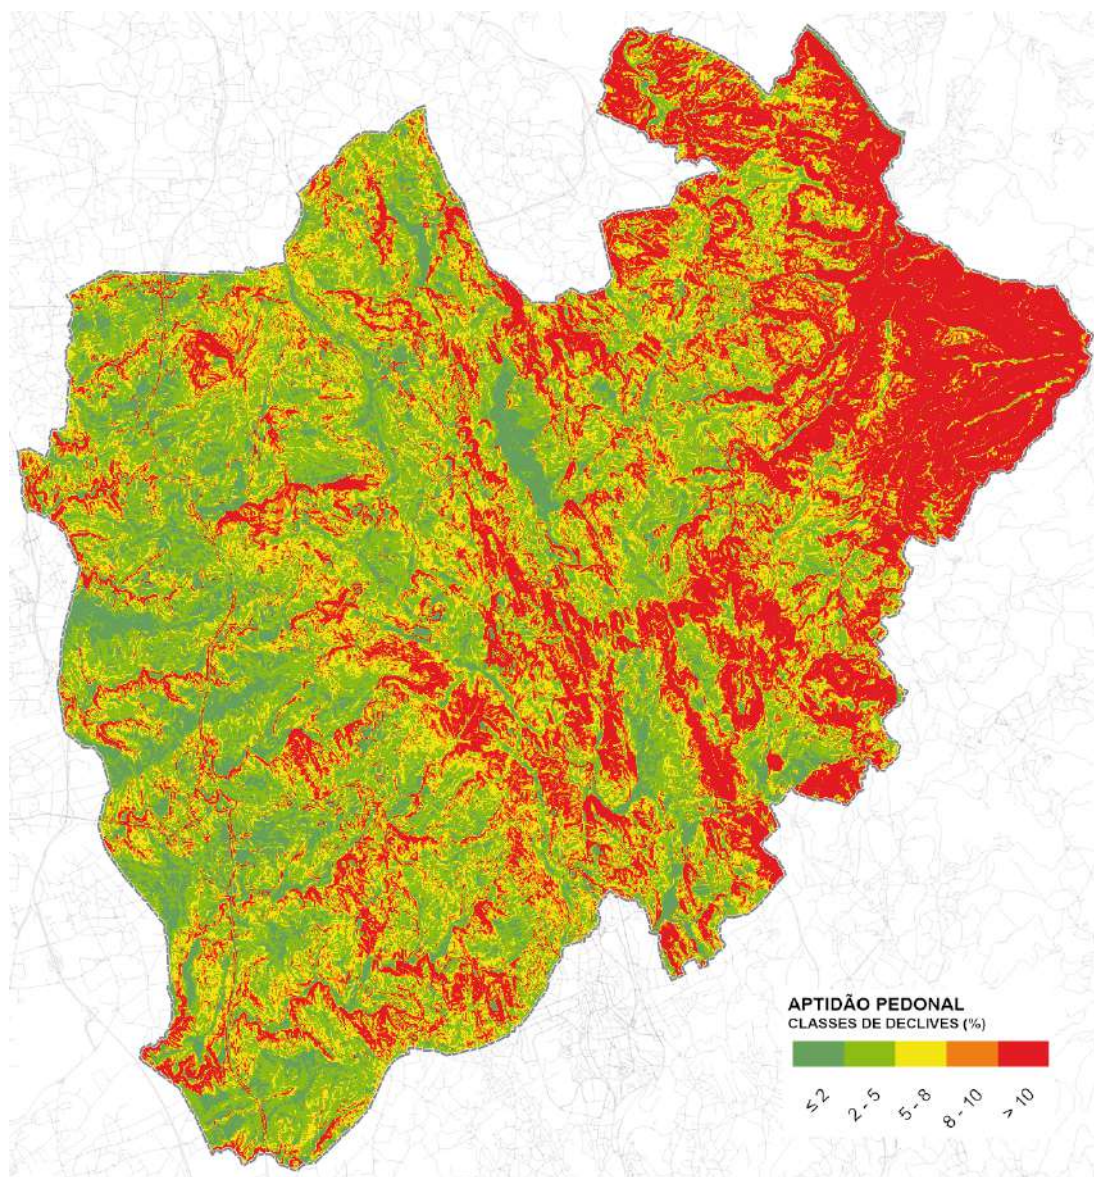 APTIDÃO PEDONAL
CLASSES DE DECLIVES (%)
≤ 2
2 - 5
5 - 8
8 - 10
> 10